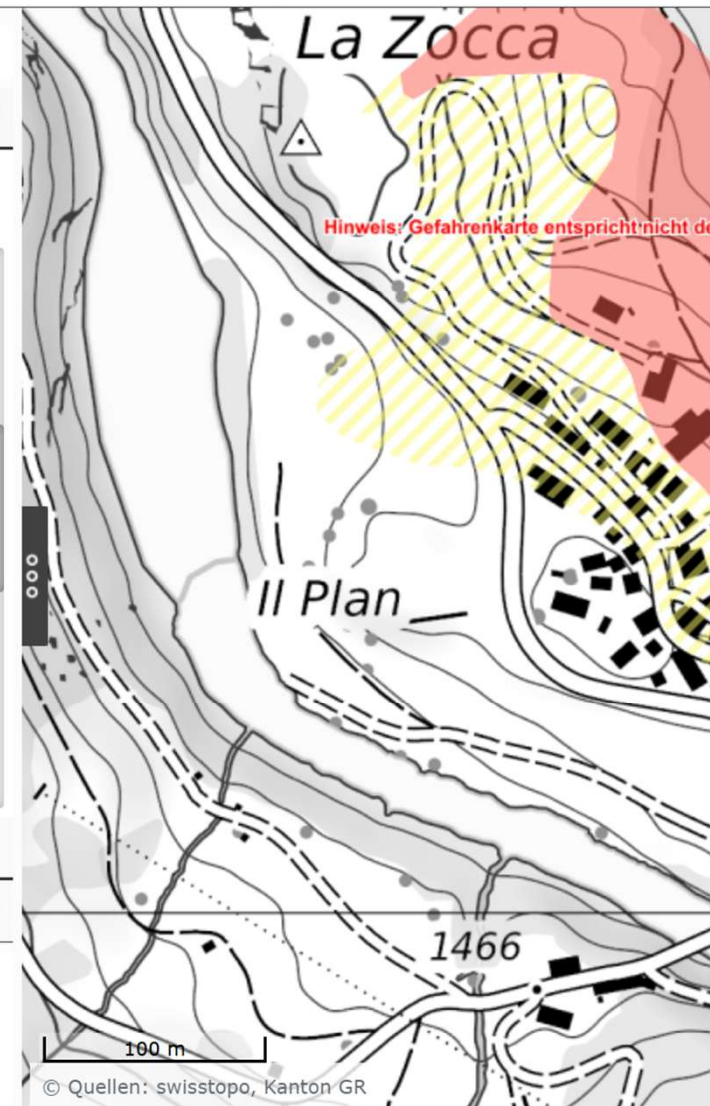 La Zocca
Hinweis: Gefahrenkarte entspricht nicht de
Il Plan
1466
100 m
© Quellen: swisstopo, Kanton GR